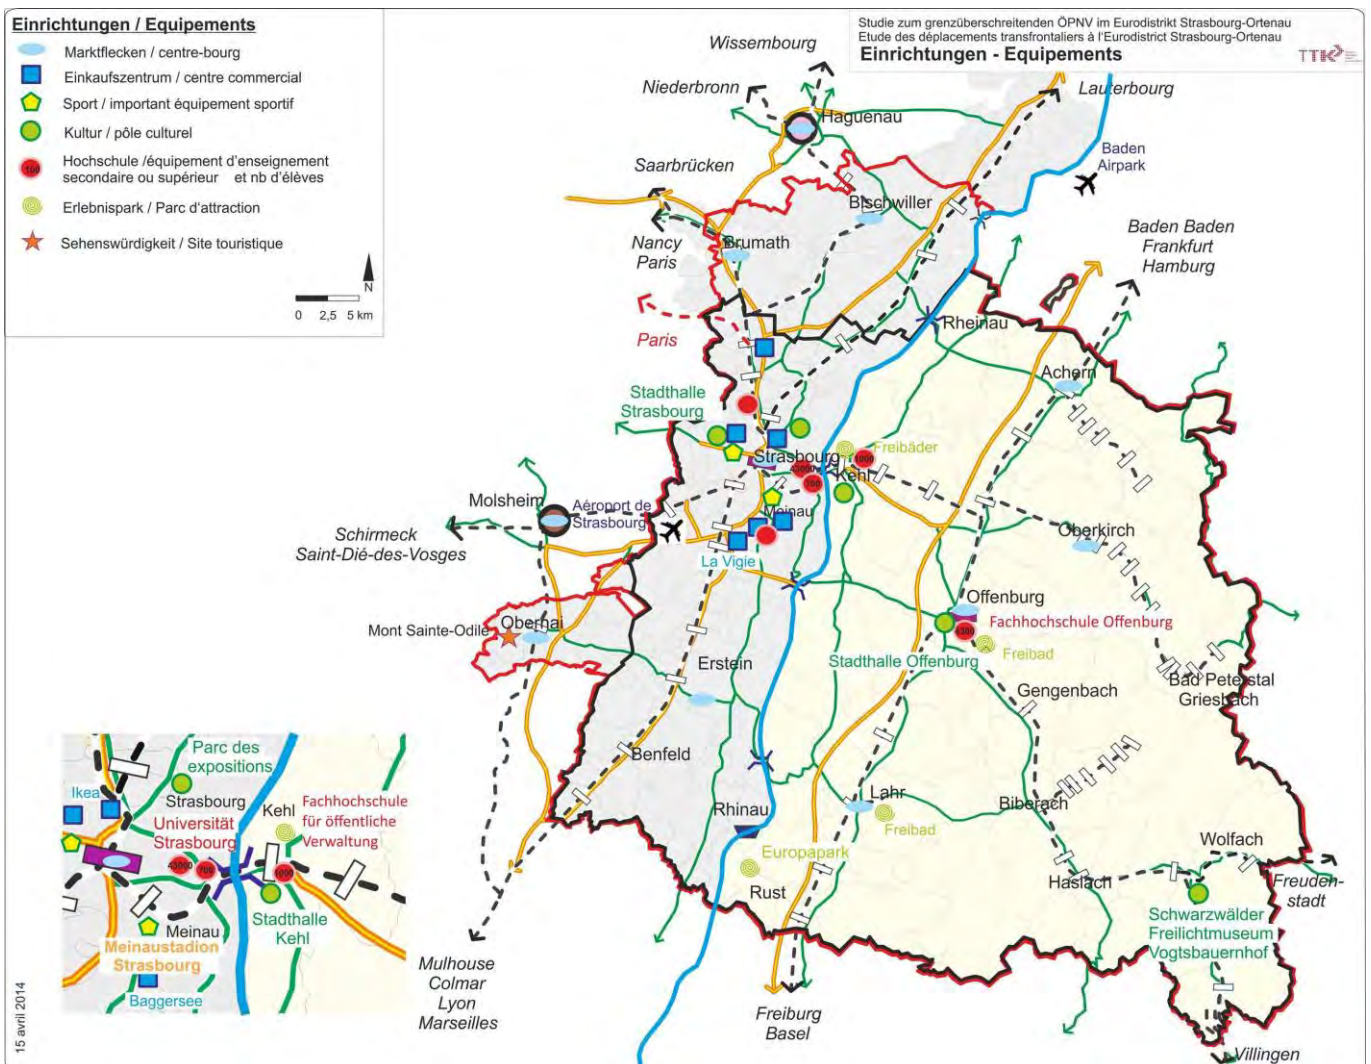 Einrichtungen / Equipements
Marktflecken / centre-bourg
Einkaufszentrum / centre commercial
Sport / important équipement sportif
Kultur / pôle culturel
100
Hochschule /équipement d'enseignement
secondaire ou supérieur et nb d'élèves
Erlebnispark / Parc d'attraction
Sehenswürdigkeit / Site touristique
N
0 2,5 5 km
Studie zum grenzüberschreitenden ÖPNV im Eurodistrikt Strasbourg-Ortenau
Etude des déplacements transfrontaliers à l'Eurodistrict Strasbourg-Ortenau
Einrichtungen - Equipements
TTK
Wissembourg
Niederbronn
Lauterbourg
Haguenau
Saarbrücken
Baden
Airpark
Bischwiller
Nancy
Paris
Brumath
Baden Baden
Frankfurt
Hamburg
Paris
Rheinau
Achern
Stadthalle
Strasbourg
Freibäder
Strasbourg
43000
1000
700
Kehl
Molsheim
Aéroport de
Strasbourg
Meinau
Schirmeck
Saint-Dié-des-Vosges
La Vigie
Oberkirch
Offenburg
Fachhochschule Offenburg
Mont Sainte-Odile
Obernai
Freibad
Stadthalle Offenburg
Erstein
Bad Peterstal
Griesbach
Gengenbach
Benfeld
Rhinau
Lahr
Freibad
Biberach
Europapark
Rust
Wolfach
Haslach
Freuden-
stadt
Schwarzwälder
Freilichtmuseum
Vogtsbauernhof
Mulhouse
Colmar
Lyon
Marseilles
Freiburg
Basel
Villingen
Parc des
expositions
Ikea
Strasbourg
Kehl
Universität
Strasbourg
Fachhochschule
für öffentliche
Verwaltung
43000
700
1000
Stadthalle
Kehl
Meinau
Meinaustadion
Strasbourg
Baggersee
15 avril 2014